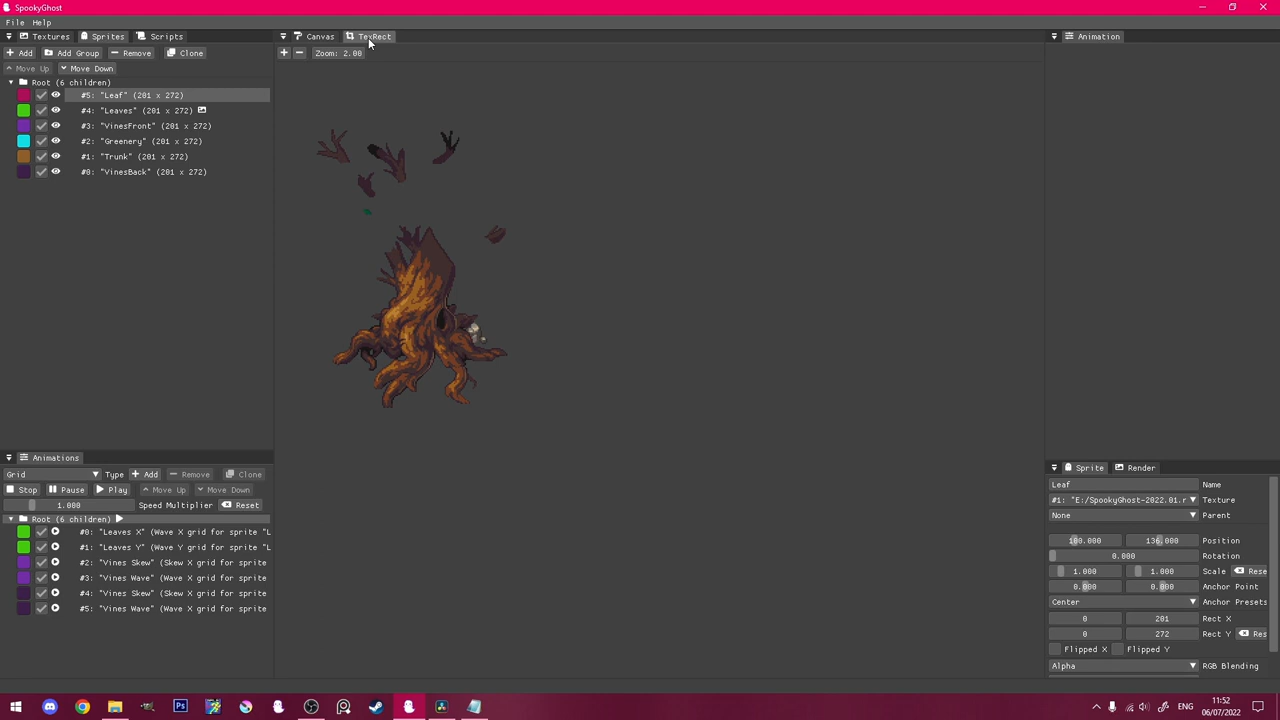 SpookyGhost
File Help
Textures Sprites Scripts
Add Add Group Remove Clone
Move Up Move Down
Root (6 children)
#5: "Leaf" (201 x 272)
#4: "Leaves" (201 x 272)
#3: "VinesFront" (201 x 272)
#2: "Greenery" (201 x 272)
#1: "Trunk" (201 x 272)
#0: "VinesBack" (201 x 272)
Canvas TexRect
Zoom: 2.00
Animation
Animations
Grid Type Add Remove Clone
Stop Pause Play Move Up Move Down
1.000 Speed Multiplier Reset
Root (6 children)
#0: "Leaves X" (Wave X grid for sprite "L
#1: "Leaves Y" (Wave Y grid for sprite "L
#2: "Vines Skew" (Skew X grid for sprite
#3: "Vines Wave" (Wave X grid for sprite
#4: "Vines Skew" (Skew X grid for sprite
#5: "Vines Wave" (Wave X grid for sprite
Sprite Render
Leaf Name
#1: "E:/SpookyGhost-2022.01.r Texture
None Parent
100.000 136.000 Position
0.000 Rotation
1.000 1.000 Scale Rese
0.000 0.000 Anchor Point
Center Anchor Presets
0 201 Rect X
0 272 Rect Y Res
Flipped X Flipped Y
Alpha RGB Blending
ENG 11:52
06/07/2022